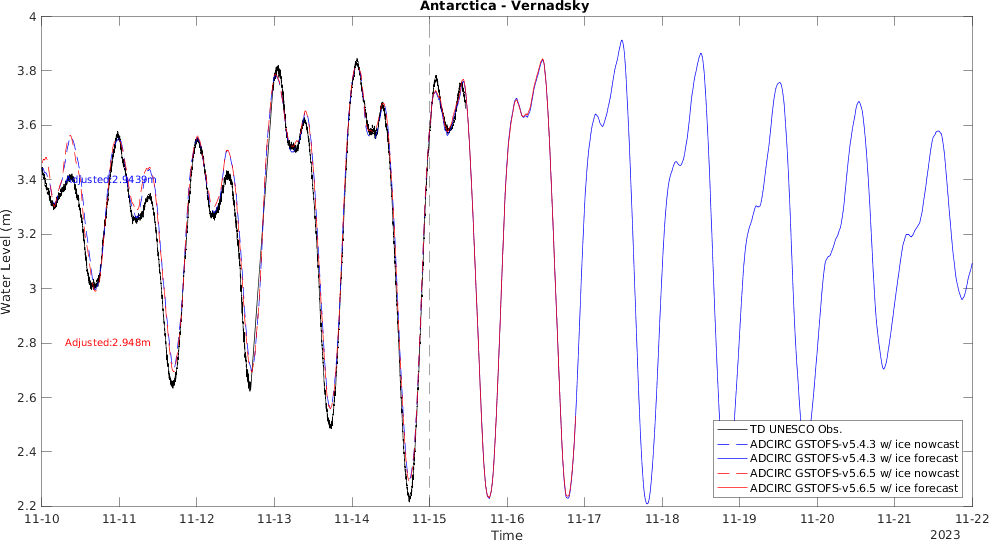 Antarctica - Vernadsky
4
3.8
3.6
3.4
3.2
3
2.8
2.6
2.4
2.2
Water Level (m)
Adjusted:2.9439m
Adjusted:2.948m
TD UNESCO Obs.
ADCIRC GSTOFS-v5.4.3 w/ ice nowcast
ADCIRC GSTOFS-v5.4.3 w/ ice forecast
ADCIRC GSTOFS-v5.6.5 w/ ice nowcast
ADCIRC GSTOFS-v5.6.5 w/ ice forecast
11-10 11-11 11-12 11-13 11-14 11-15 11-16 11-17 11-18 11-19 11-20 11-21 11-22
Time
2023